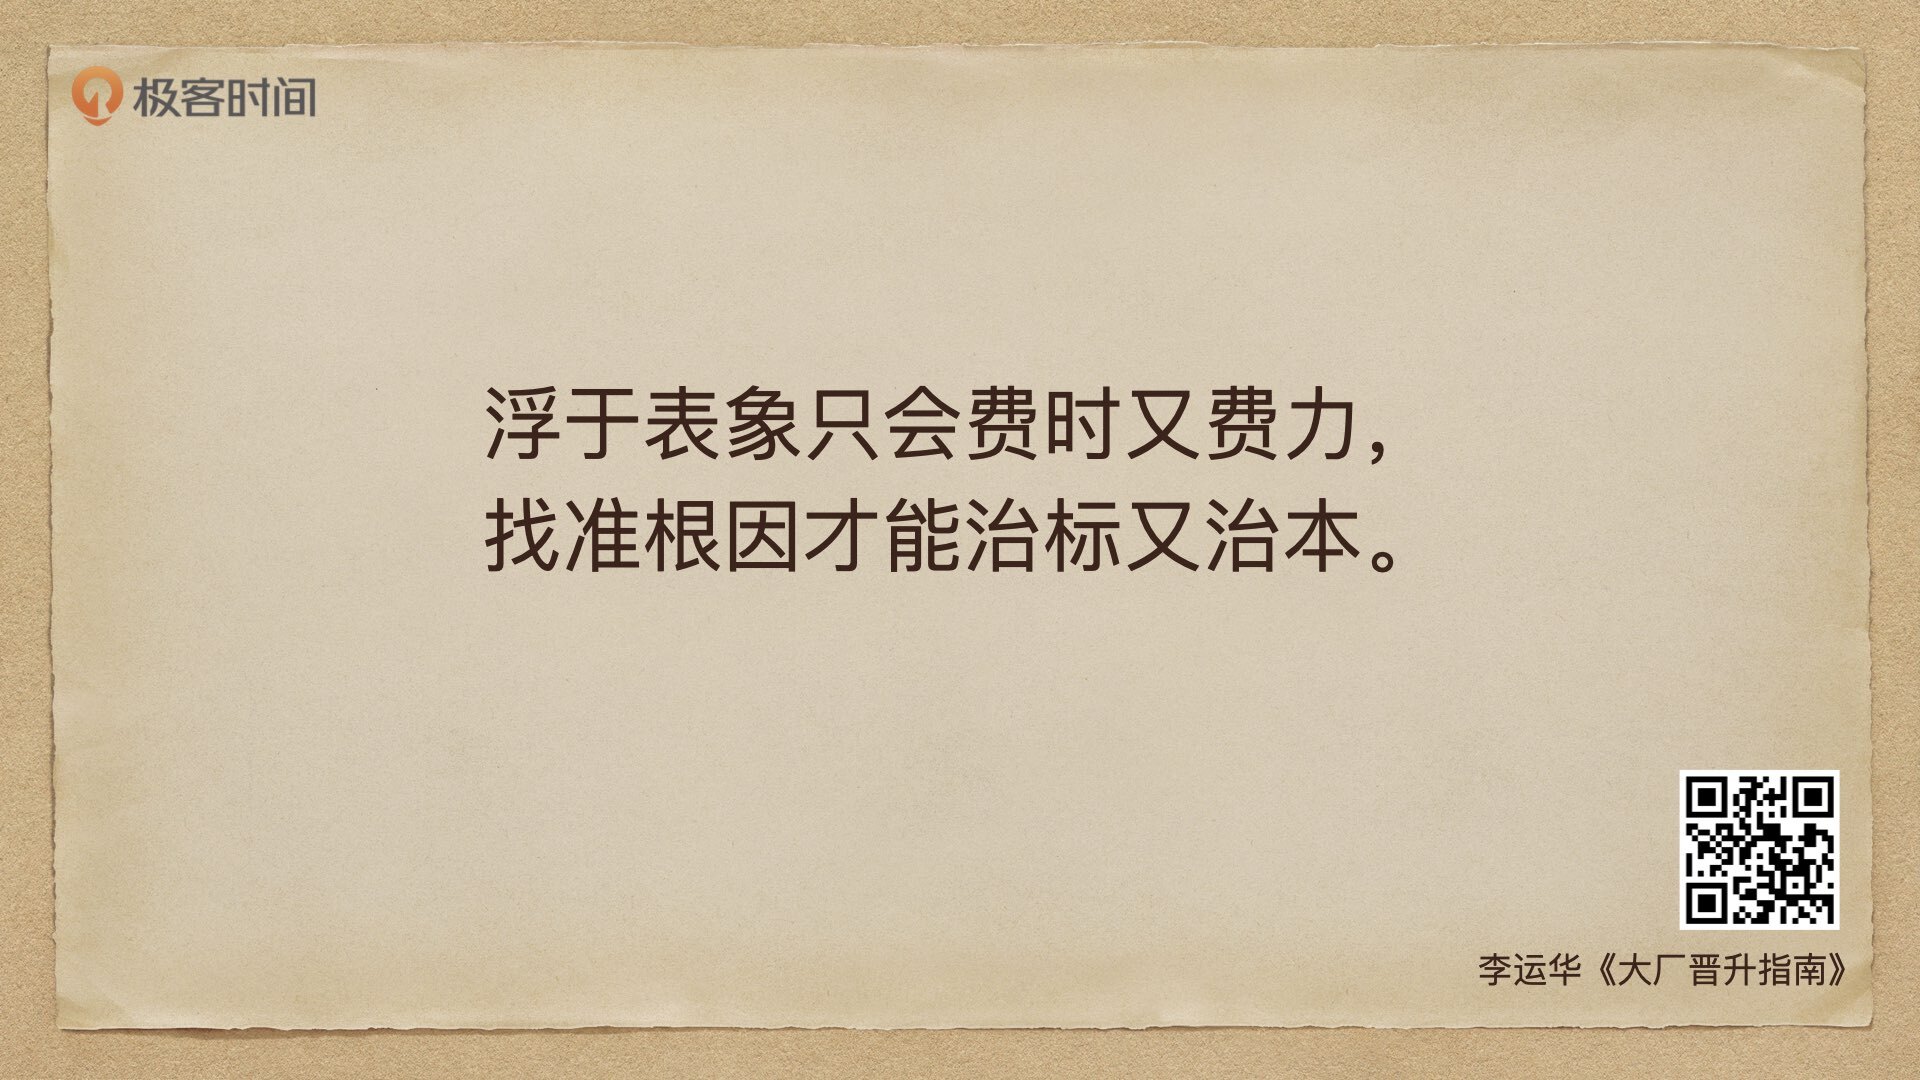 极客时间
浮于表象只会费时又费力，
找准根因才能治标又治本。
李运华《大厂晋升指南》